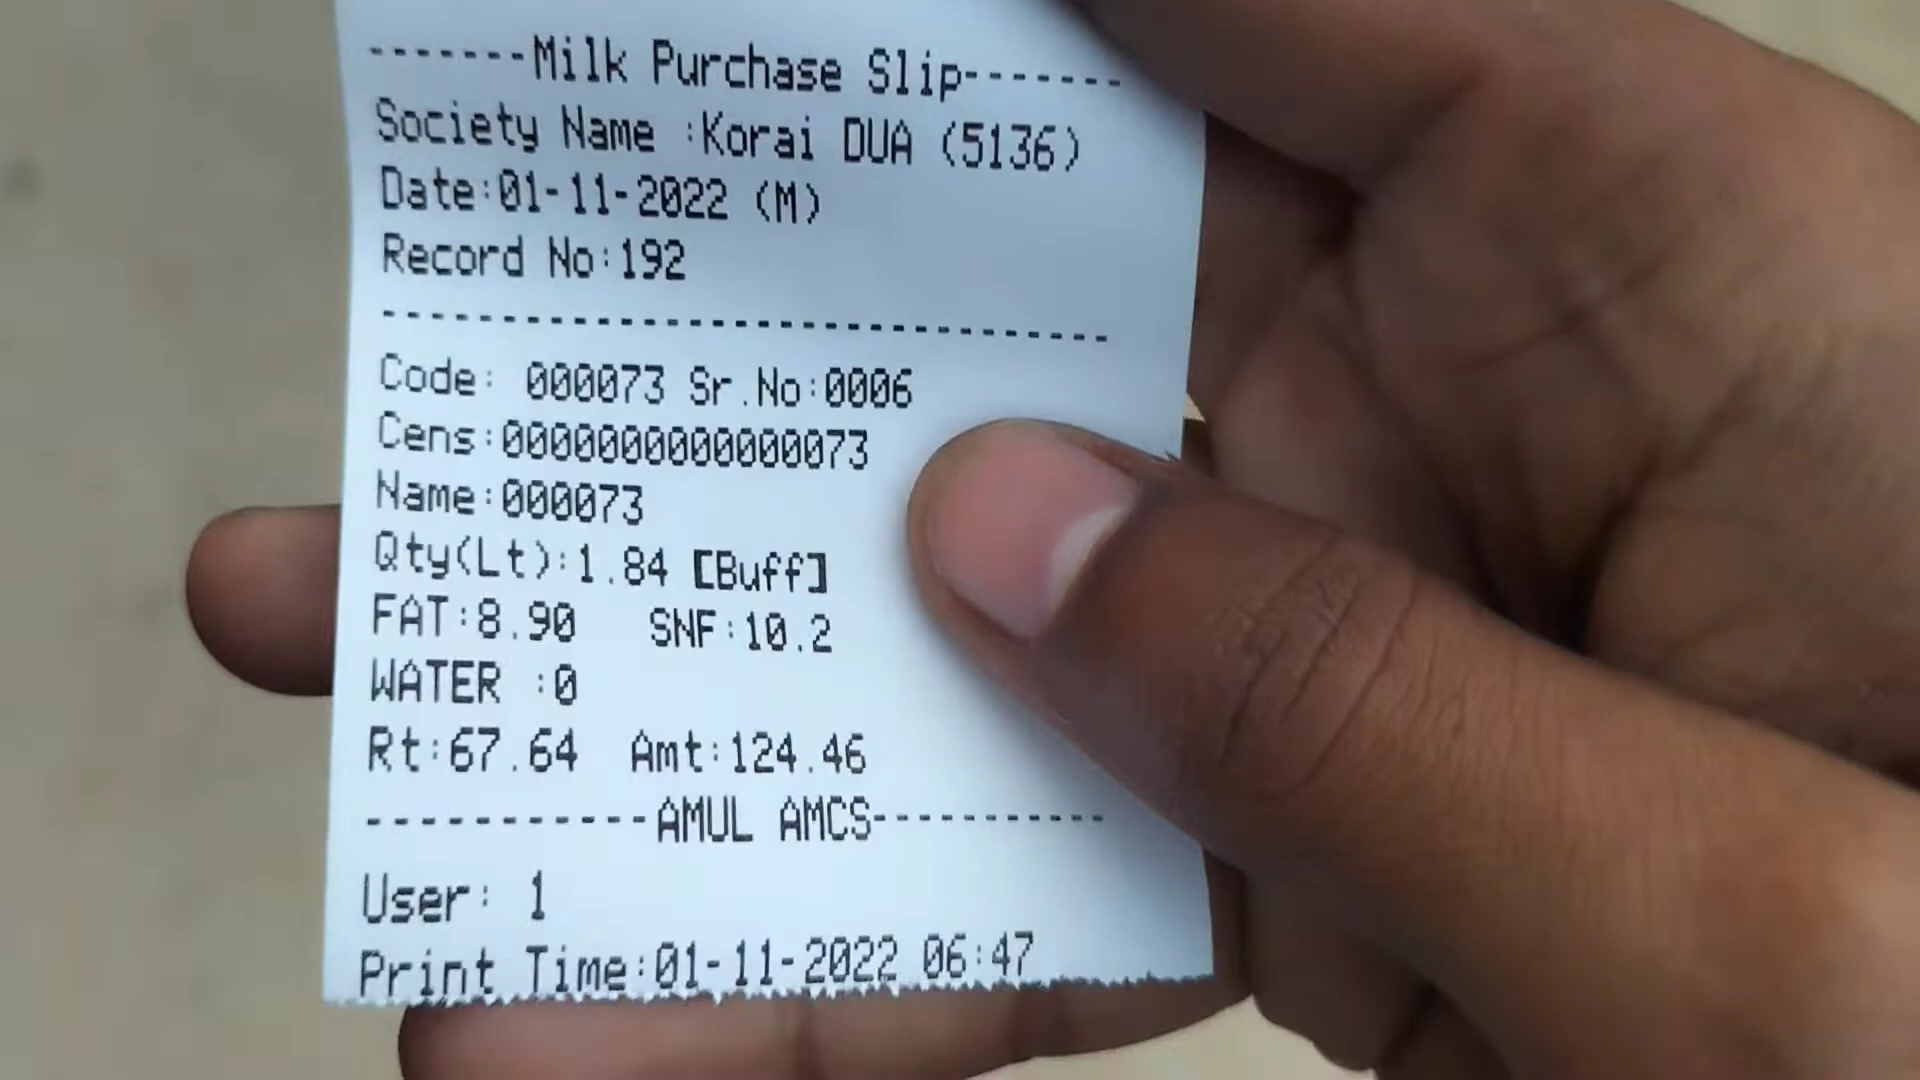 -------Milk Purchase Slip-------
Society Name :Korai DUA (5136)
Date:01-11-2022 (M)
Record No:192
-------------------------------
Code: 000073 Sr.No:0006
Cens:0000000000000073
Name:000073
Qty(Lt):1.84 [Buff]
FAT:8.90 SNF:10.2
WATER :0
Rt:67.64 Amt:124.46
------------AMUL AMCS-----------
User: 1
Print Time:01-11-2022 06:47